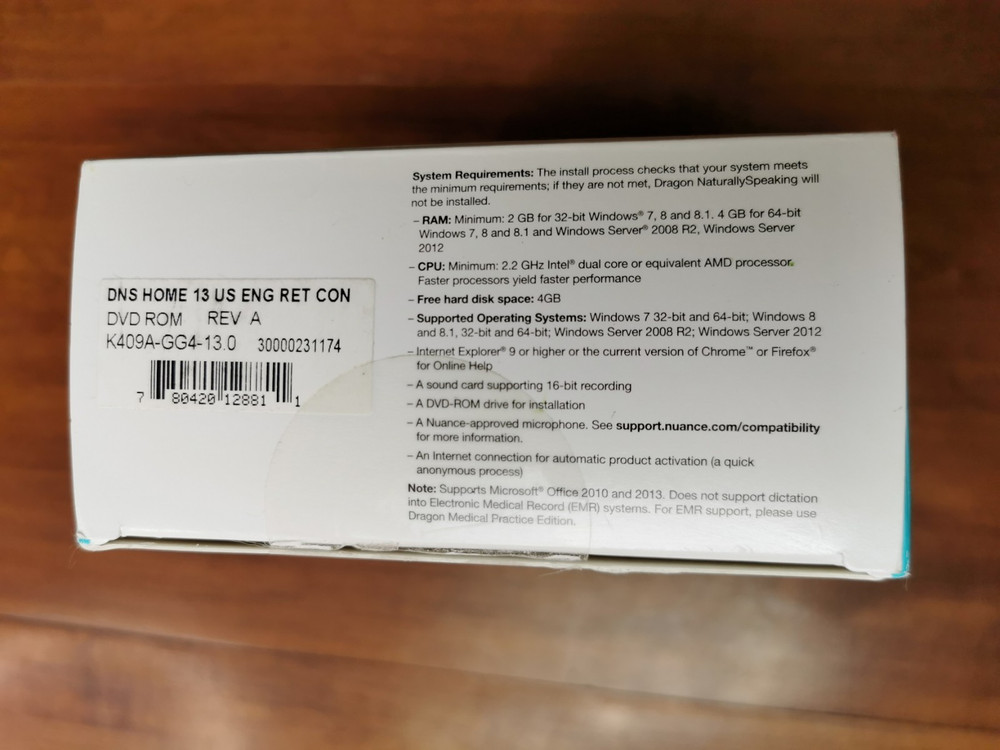 DNS HOME 13 US ENG RET CON
DVD ROM REV A
K409A-GG4-13.0 30000231174
7 80420 12881 1
System Requirements: The install process checks that your system meets
the minimum requirements; if they are not met, Dragon NaturallySpeaking will
not be installed.
– RAM: Minimum: 2 GB for 32-bit Windows® 7, 8 and 8.1. 4 GB for 64-bit
Windows 7, 8 and 8.1 and Windows Server® 2008 R2, Windows Server
2012
– CPU: Minimum: 2.2 GHz Intel® dual core or equivalent AMD processor.
Faster processors yield faster performance
– Free hard disk space: 4GB
– Supported Operating Systems: Windows 7 32-bit and 64-bit; Windows 8
and 8.1, 32-bit and 64-bit; Windows Server 2008 R2; Windows Server 2012
– Internet Explorer® 9 or higher or the current version of Chrome™ or Firefox®
for Online Help
– A sound card supporting 16-bit recording
– A DVD-ROM drive for installation
– A Nuance-approved microphone. See support.nuance.com/compatibility
for more information.
– An Internet connection for automatic product activation (a quick
anonymous process)
Note: Supports Microsoft® Office 2010 and 2013. Does not support dictation
into Electronic Medical Record (EMR) systems. For EMR support, please use
Dragon Medical Practice Edition.